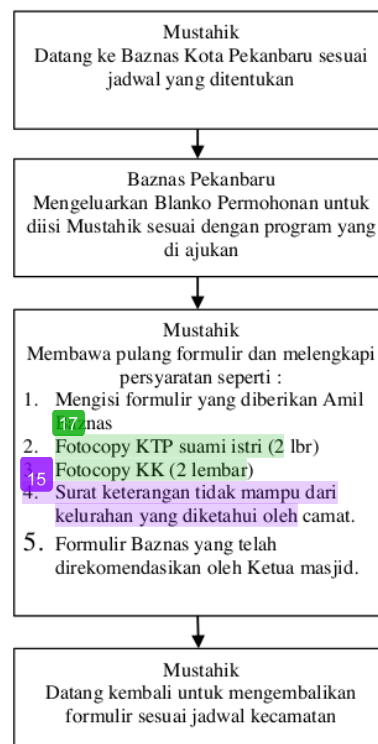 Mustahik
Datang ke Baznas Kota Pekanbaru sesuai
jadwal yang ditentukan
Baznas Pekanbaru
Mengeluarkan Blanko Permohonan untuk
diisi Mustahik sesuai dengan program yang
di ajukan
Mustahik
Membawa pulang formulir dan melengkapi
persyaratan seperti :
1. Mengisi formulir yang diberikan Amil
17 znas
2. Fotocopy KTP suami istri (2 lbr)
Fotocopy KK (2 lembar)
15
4. Surat keterangan tidak mampu dari
kelurahan yang diketahui oleh camat.
5. Formulir Baznas yang telah
direkomendasikan oleh Ketua masjid.
Mustahik
Datang kembali untuk mengembalikan
formulir sesuai jadwal kecamatan